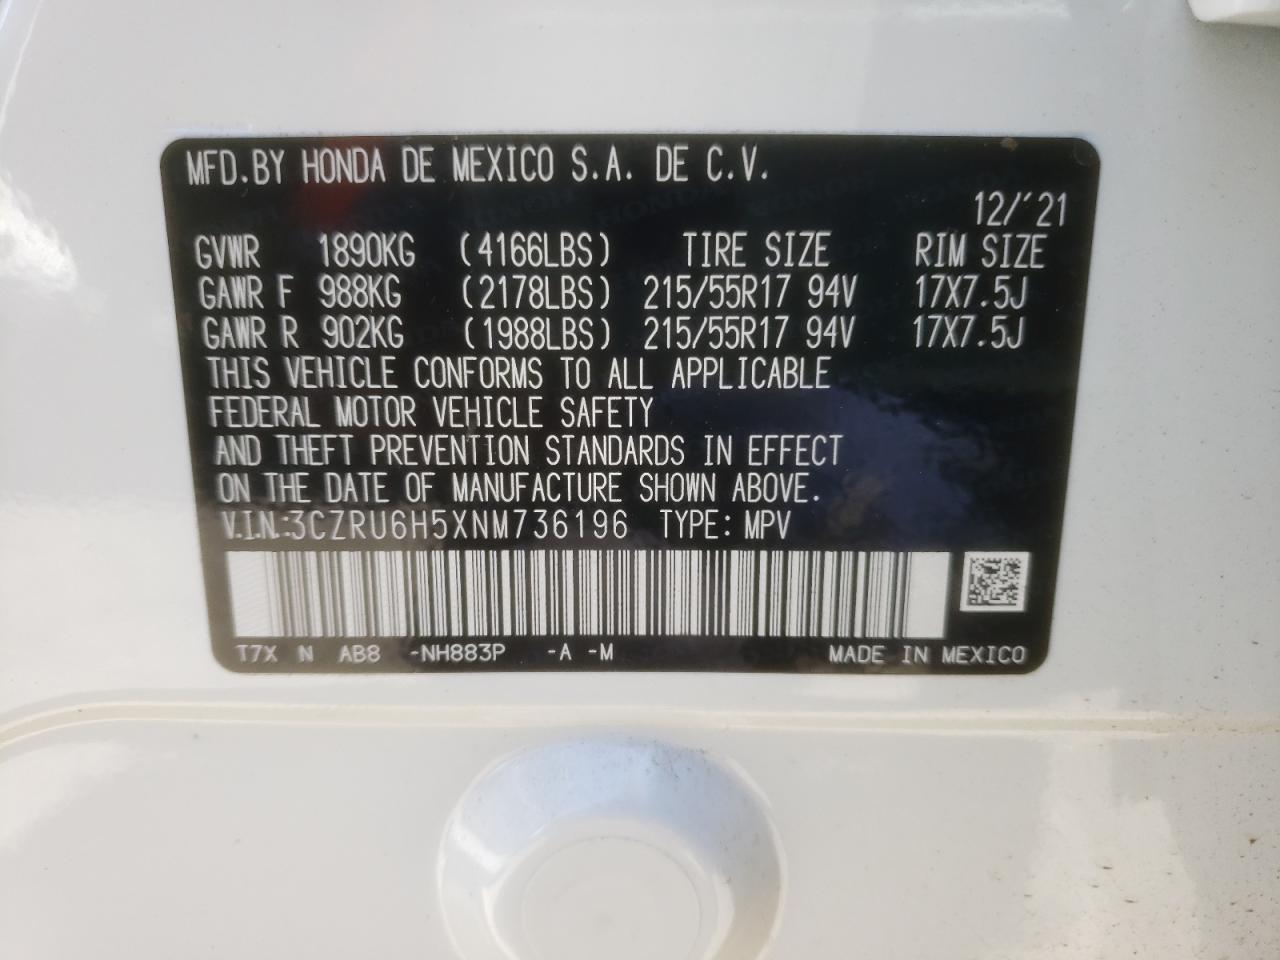 MFD.BY HONDA DE MEXICO S.A. DE C.V.
12/'21
GVWR 1890KG (4166LBS) TIRE SIZE RIM SIZE
GAWR F 988KG (2178LBS) 215/55R17 94V 17X7.5J
GAWR R 902KG (1988LBS) 215/55R17 94V 17X7.5J
THIS VEHICLE CONFORMS TO ALL APPLICABLE
FEDERAL MOTOR VEHICLE SAFETY
AND THEFT PREVENTION STANDARDS IN EFFECT
ON THE DATE OF MANUFACTURE SHOWN ABOVE.
V.I.N.:3CZRU6H5XNM736196 TYPE: MPV
T7X N AB8 -NH883P -A -M MADE IN MEXICO